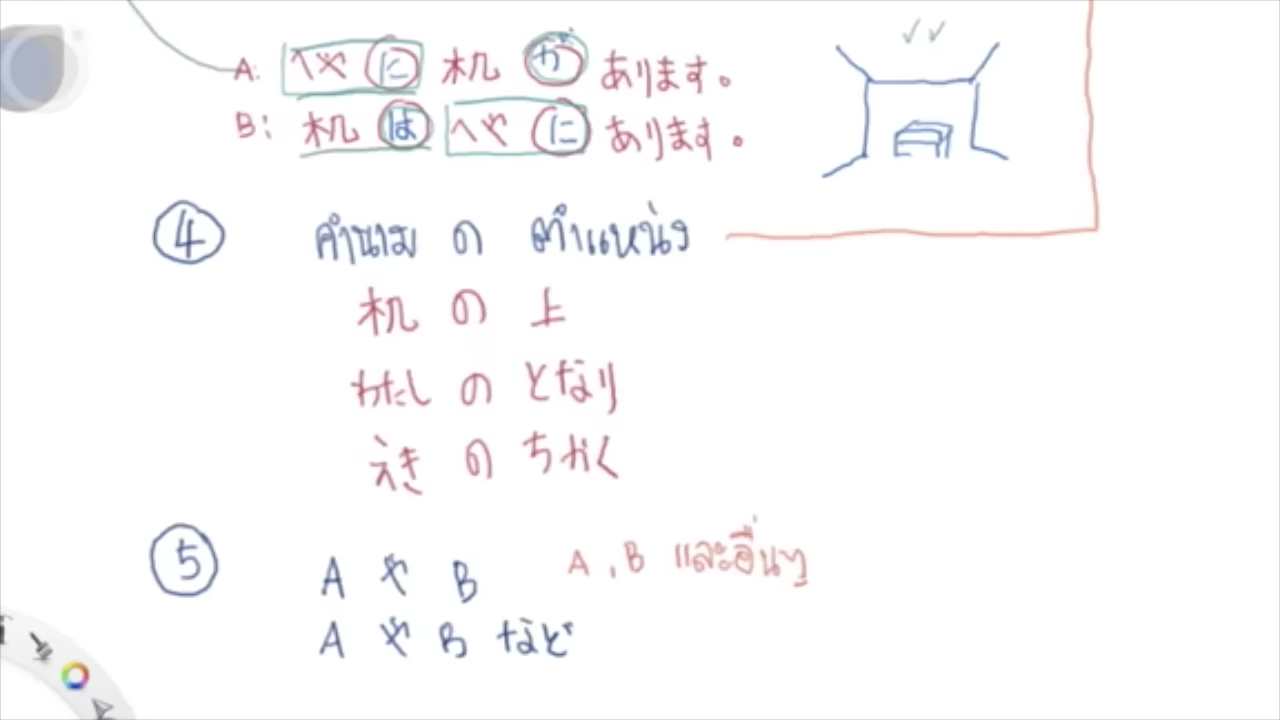 A: へやに 机 が あります。
B: 机 は へやに あります。
④ คำนาม の ตำแหน่ง
机 の 上
わたし の となり
えき の ちかく
⑤ A や B A , B และอื่นๆ
A や B など